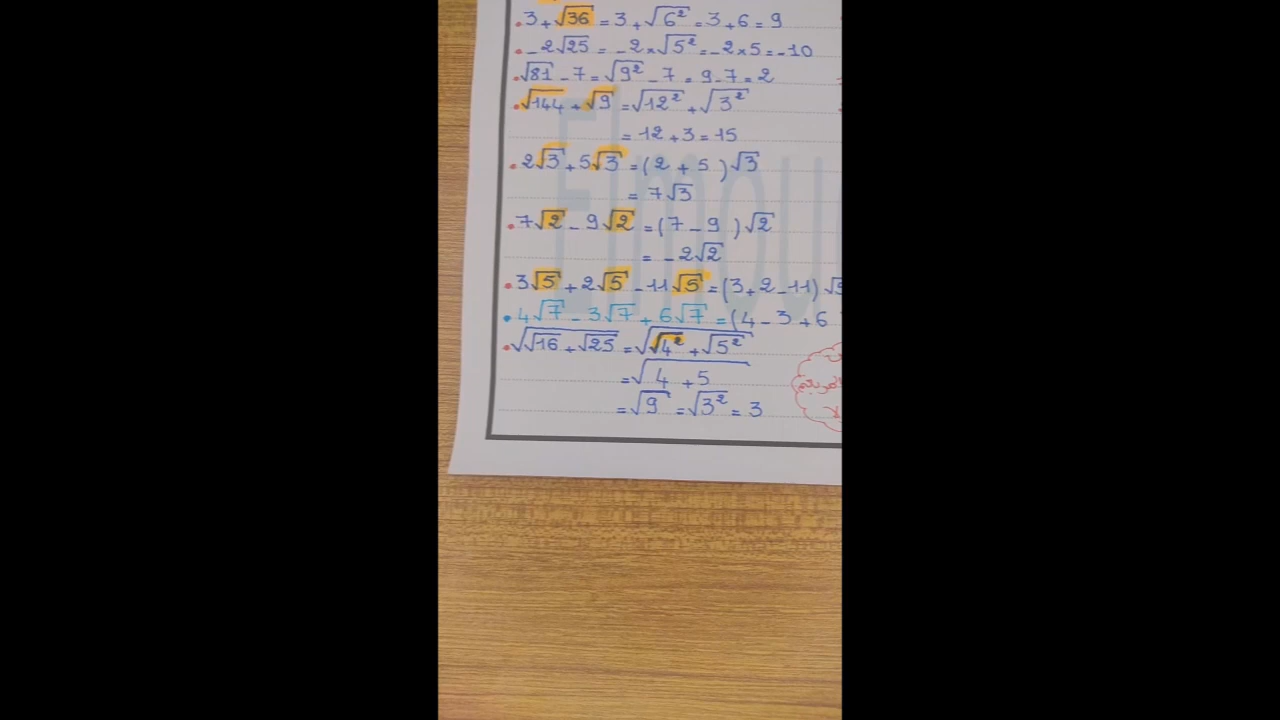 .3 + √36 = 3 + √6² = 3 + 6 = 9
.-2√25 = -2 × √5² = -2 × 5 = -10
.√81 - 7 = √9² - 7 = 9 - 7 = 2
.√144 + √9 = √12² + √3²
= 12 + 3 = 15
.2√3 + 5√3 = (2 + 5)√3
= 7√3
.7√2 - 9√2 = (7 - 9)√2
= -2√2
.3√5 + 2√5 - 11√5 = (3 + 2 - 11)√5
.4√7 - 3√7 + 6√7 = (4 - 3 + 6
.√(√16 + √25) = √(√4² + √5²)
= √(4 + 5)
= √9 = √3² = 3
Elmou